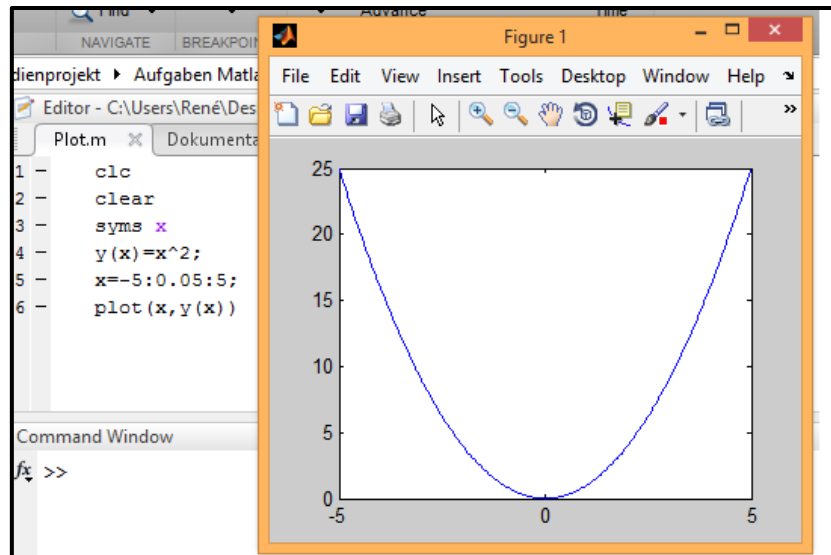 Find
Advance
Time
NAVIGATE
BREAKPOIN
dienprojekt ▸ Aufgaben Matla
Editor - C:\Users\René\Des
Plot.m
Dokumenta
1 - clc
2 - clear
3 - syms x
4 - y(x)=x^2;
5 - x=-5:0.05:5;
6 - plot(x,y(x))
Command Window
fx >>
Figure 1
File Edit View Insert Tools Desktop Window Help
25
20
15
10
5
0
-5 0 5